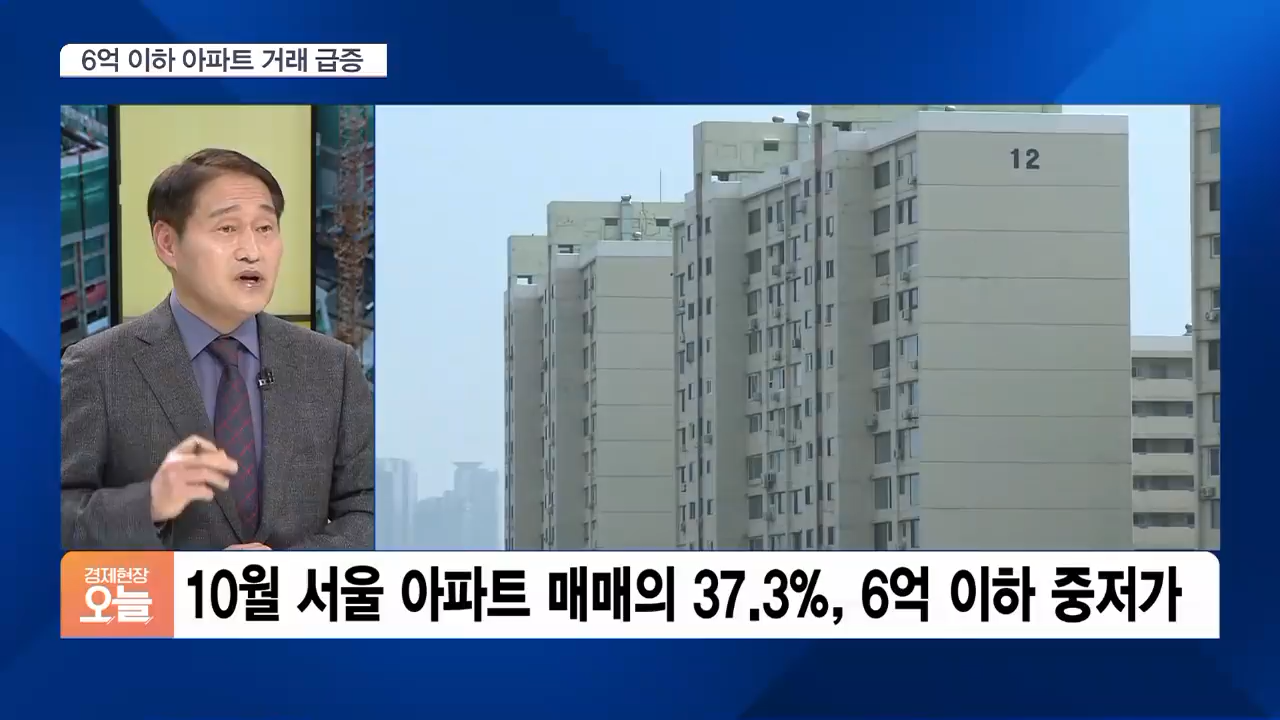 6억 이하 아파트 거래 급증
12
경제현장
오늘
10월 서울 아파트 매매의 37.3%, 6억 이하 중저가